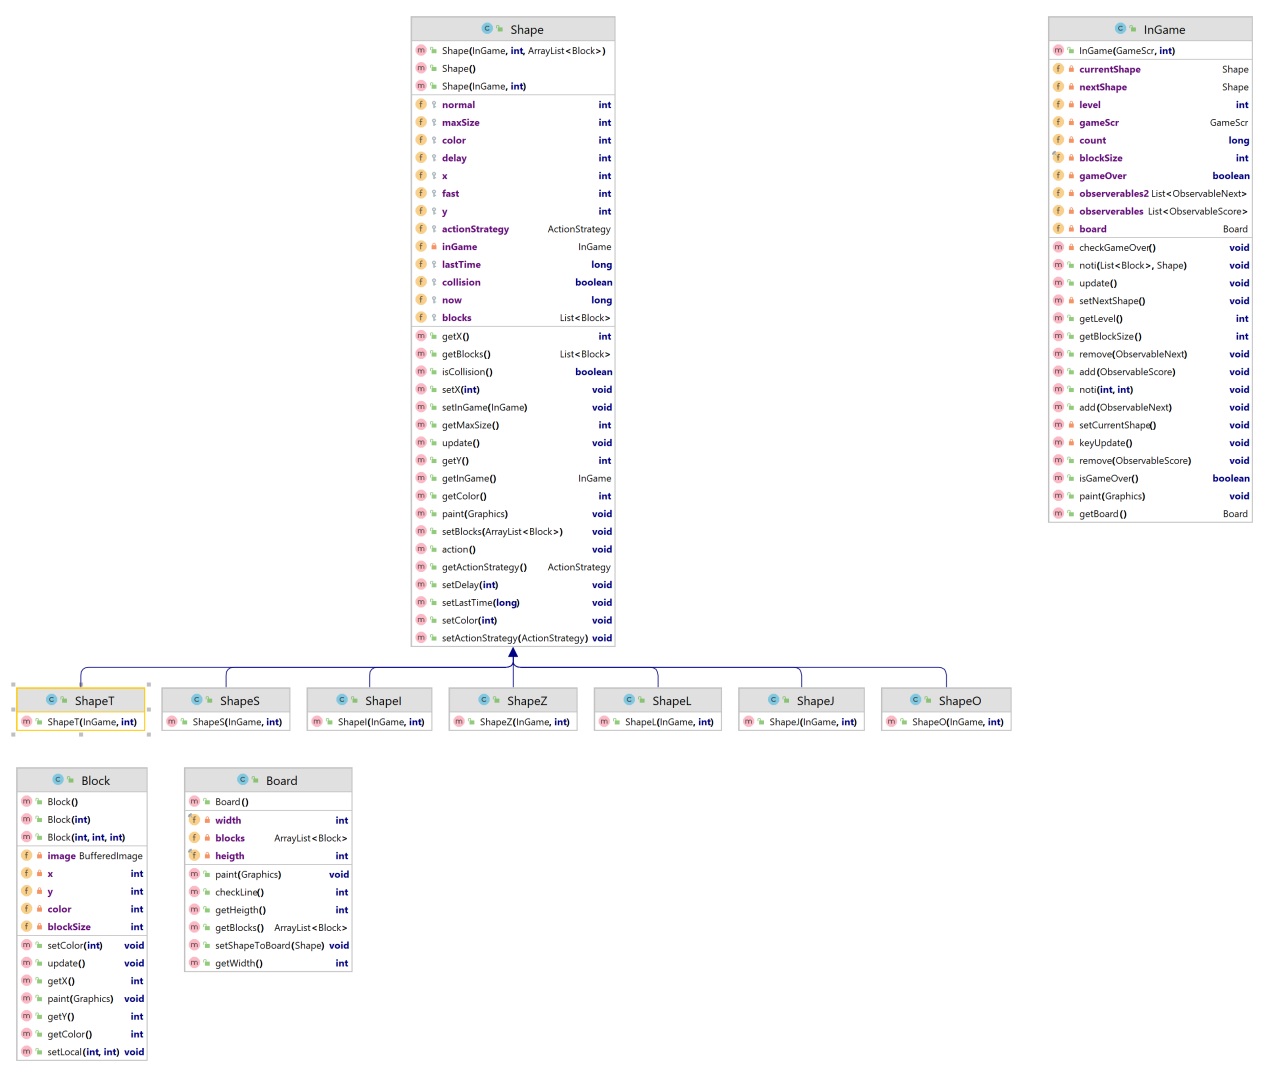 Shape
Shape(InGame, int, ArrayList<Block>)
Shape()
Shape(InGame, int)
normal int
maxSize int
color int
delay int
x int
fast int
y int
actionStrategy ActionStrategy
inGame InGame
lastTime long
collision boolean
now long
blocks List<Block>
getX() int
getBlocks() List<Block>
isCollision() boolean
setX(int) void
setInGame(InGame) void
getMaxSize() int
update() void
getY() int
getInGame() InGame
getColor() int
paint(Graphics) void
setBlocks(ArrayList<Block>) void
action() void
getActionStrategy() ActionStrategy
setDelay(int) void
setLastTime(long) void
setColor(int) void
setActionStrategy(ActionStrategy) void
InGame
InGame(GameScr, int)
currentShape Shape
nextShape Shape
level int
gameScr GameScr
count long
blockSize int
gameOver boolean
observerables2 List<ObservableNext>
observerables List<ObservableScore>
board Board
checkGameOver() void
noti(List<Block>, Shape) void
update() void
setNextShape() void
getLevel() int
getBlockSize() int
remove(ObservableNext) void
add(ObservableScore) void
noti(int, int) void
add(ObservableNext) void
setCurrentShape() void
keyUpdate() void
remove(ObservableScore) void
isGameOver() boolean
paint(Graphics) void
getBoard() Board
ShapeT
ShapeT(InGame, int)
ShapeS
ShapeS(InGame, int)
ShapeI
ShapeI(InGame, int)
ShapeZ
ShapeZ(InGame, int)
ShapeL
ShapeL(InGame, int)
ShapeJ
ShapeJ(InGame, int)
ShapeO
ShapeO(InGame, int)
Block
Block()
Block(int)
Block(int, int, int)
image BufferedImage
x int
y int
color int
blockSize int
setColor(int) void
update() void
getX() int
paint(Graphics) void
getY() int
getColor() int
setLocal(int, int) void
Board
Board()
width int
blocks ArrayList<Block>
heigth int
paint(Graphics) void
checkLine() int
getHeigth() int
getBlocks() ArrayList<Block>
setShapeToBoard(Shape) void
getWidth() int